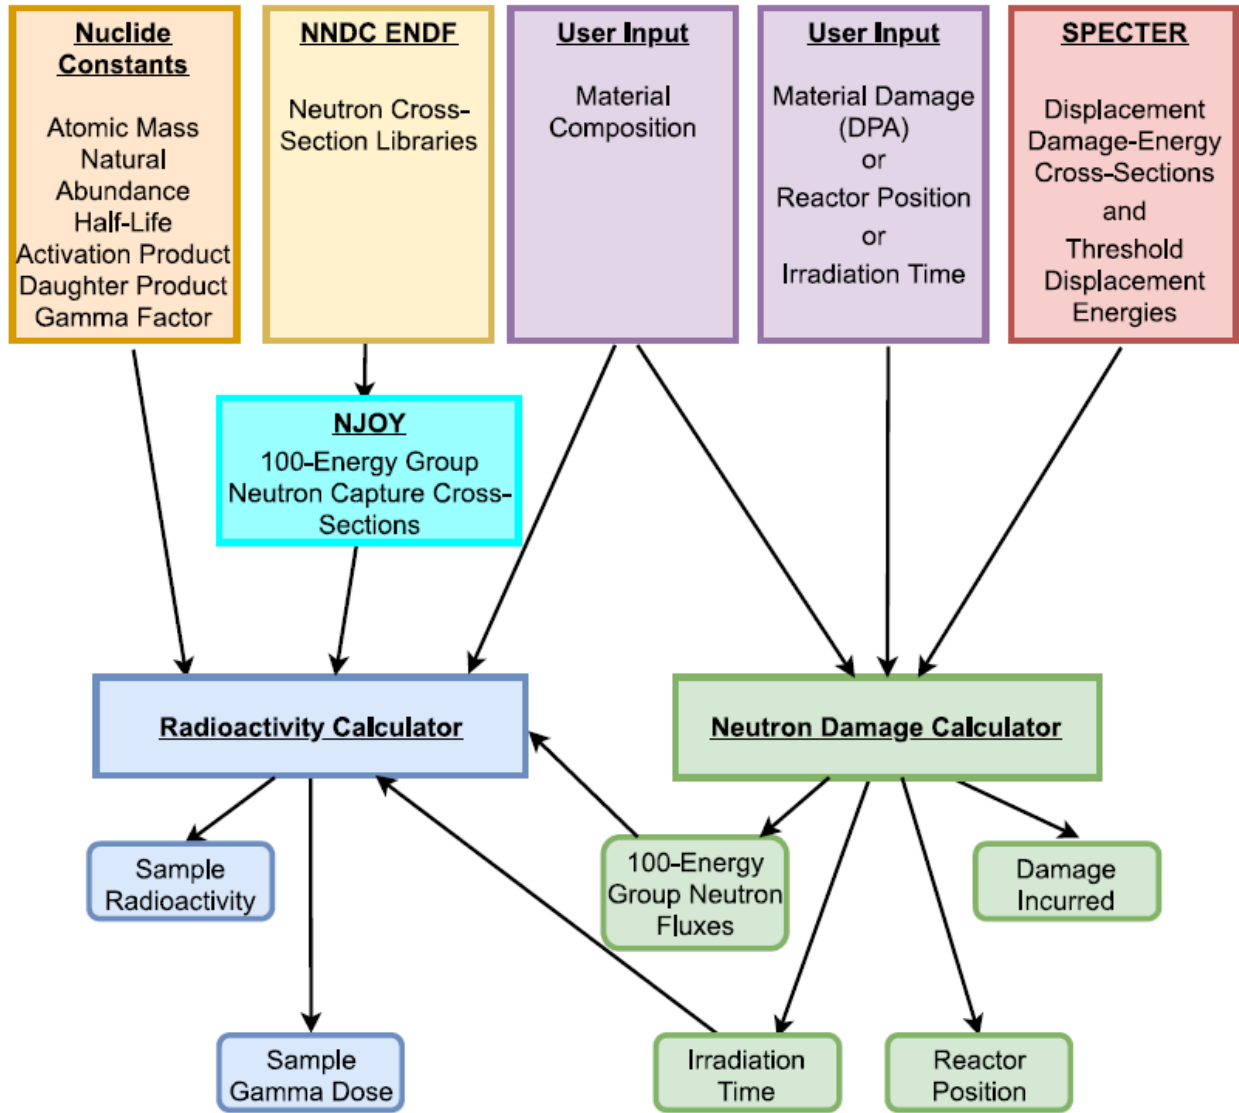 Nuclide
Constants
Atomic Mass
Natural
Abundance
Half-Life
Activation Product
Daughter Product
Gamma Factor
NNDC ENDF
Neutron Cross-
Section Libraries
User Input
Material
Composition
User Input
Material Damage
(DPA)
or
Reactor Position
or
Irradiation Time
SPECTER
Displacement
Damage-Energy
Cross-Sections
and
Threshold
Displacement
Energies
NJOY
100-Energy Group
Neutron Capture Cross-
Sections
Radioactivity Calculator
Neutron Damage Calculator
Sample
Radioactivity
100-Energy
Group Neutron
Fluxes
Damage
Incurred
Sample
Gamma Dose
Irradiation
Time
Reactor
Position